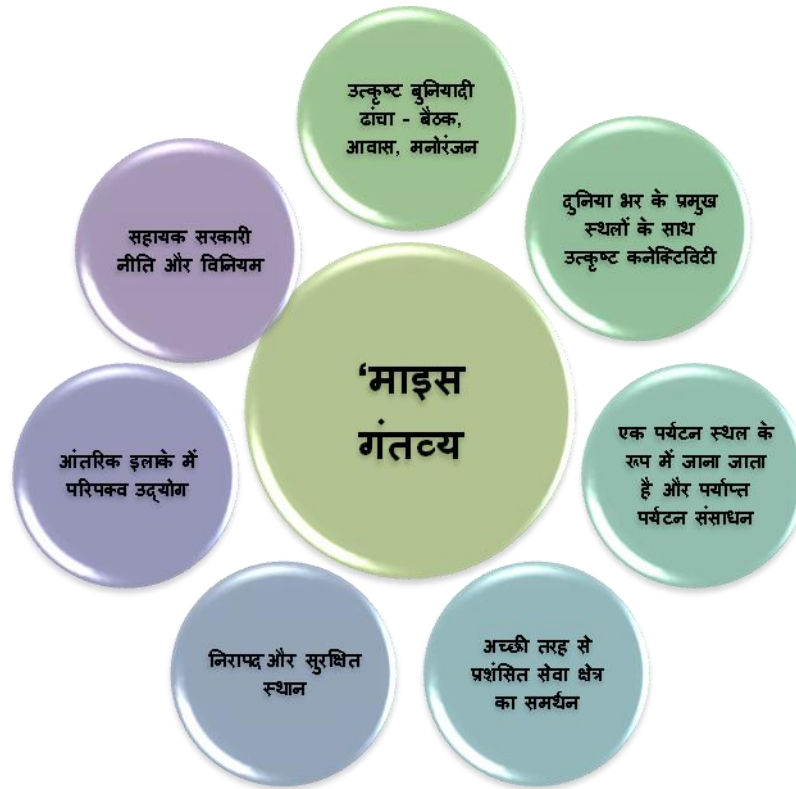 उत्कृष्ट बुनियादी
ढांचा - बैठक,
आवास, मनोरंजन
दुनिया भर के प्रमुख
स्थलों के साथ
उत्कृष्ट कनेक्टिविटी
एक पर्यटन स्थल के
रूप में जाना जाता
है और पर्याप्त
पर्यटन संसाधन
अच्छी तरह से
प्रशंसित सेवा क्षेत्र
का समर्थन
निरापद और सुरक्षित
स्थान
आंतरिक इलाके में
परिपक्व उद्योग
सहायक सरकारी
नीति और विनियम
‘माइस
गंतव्य